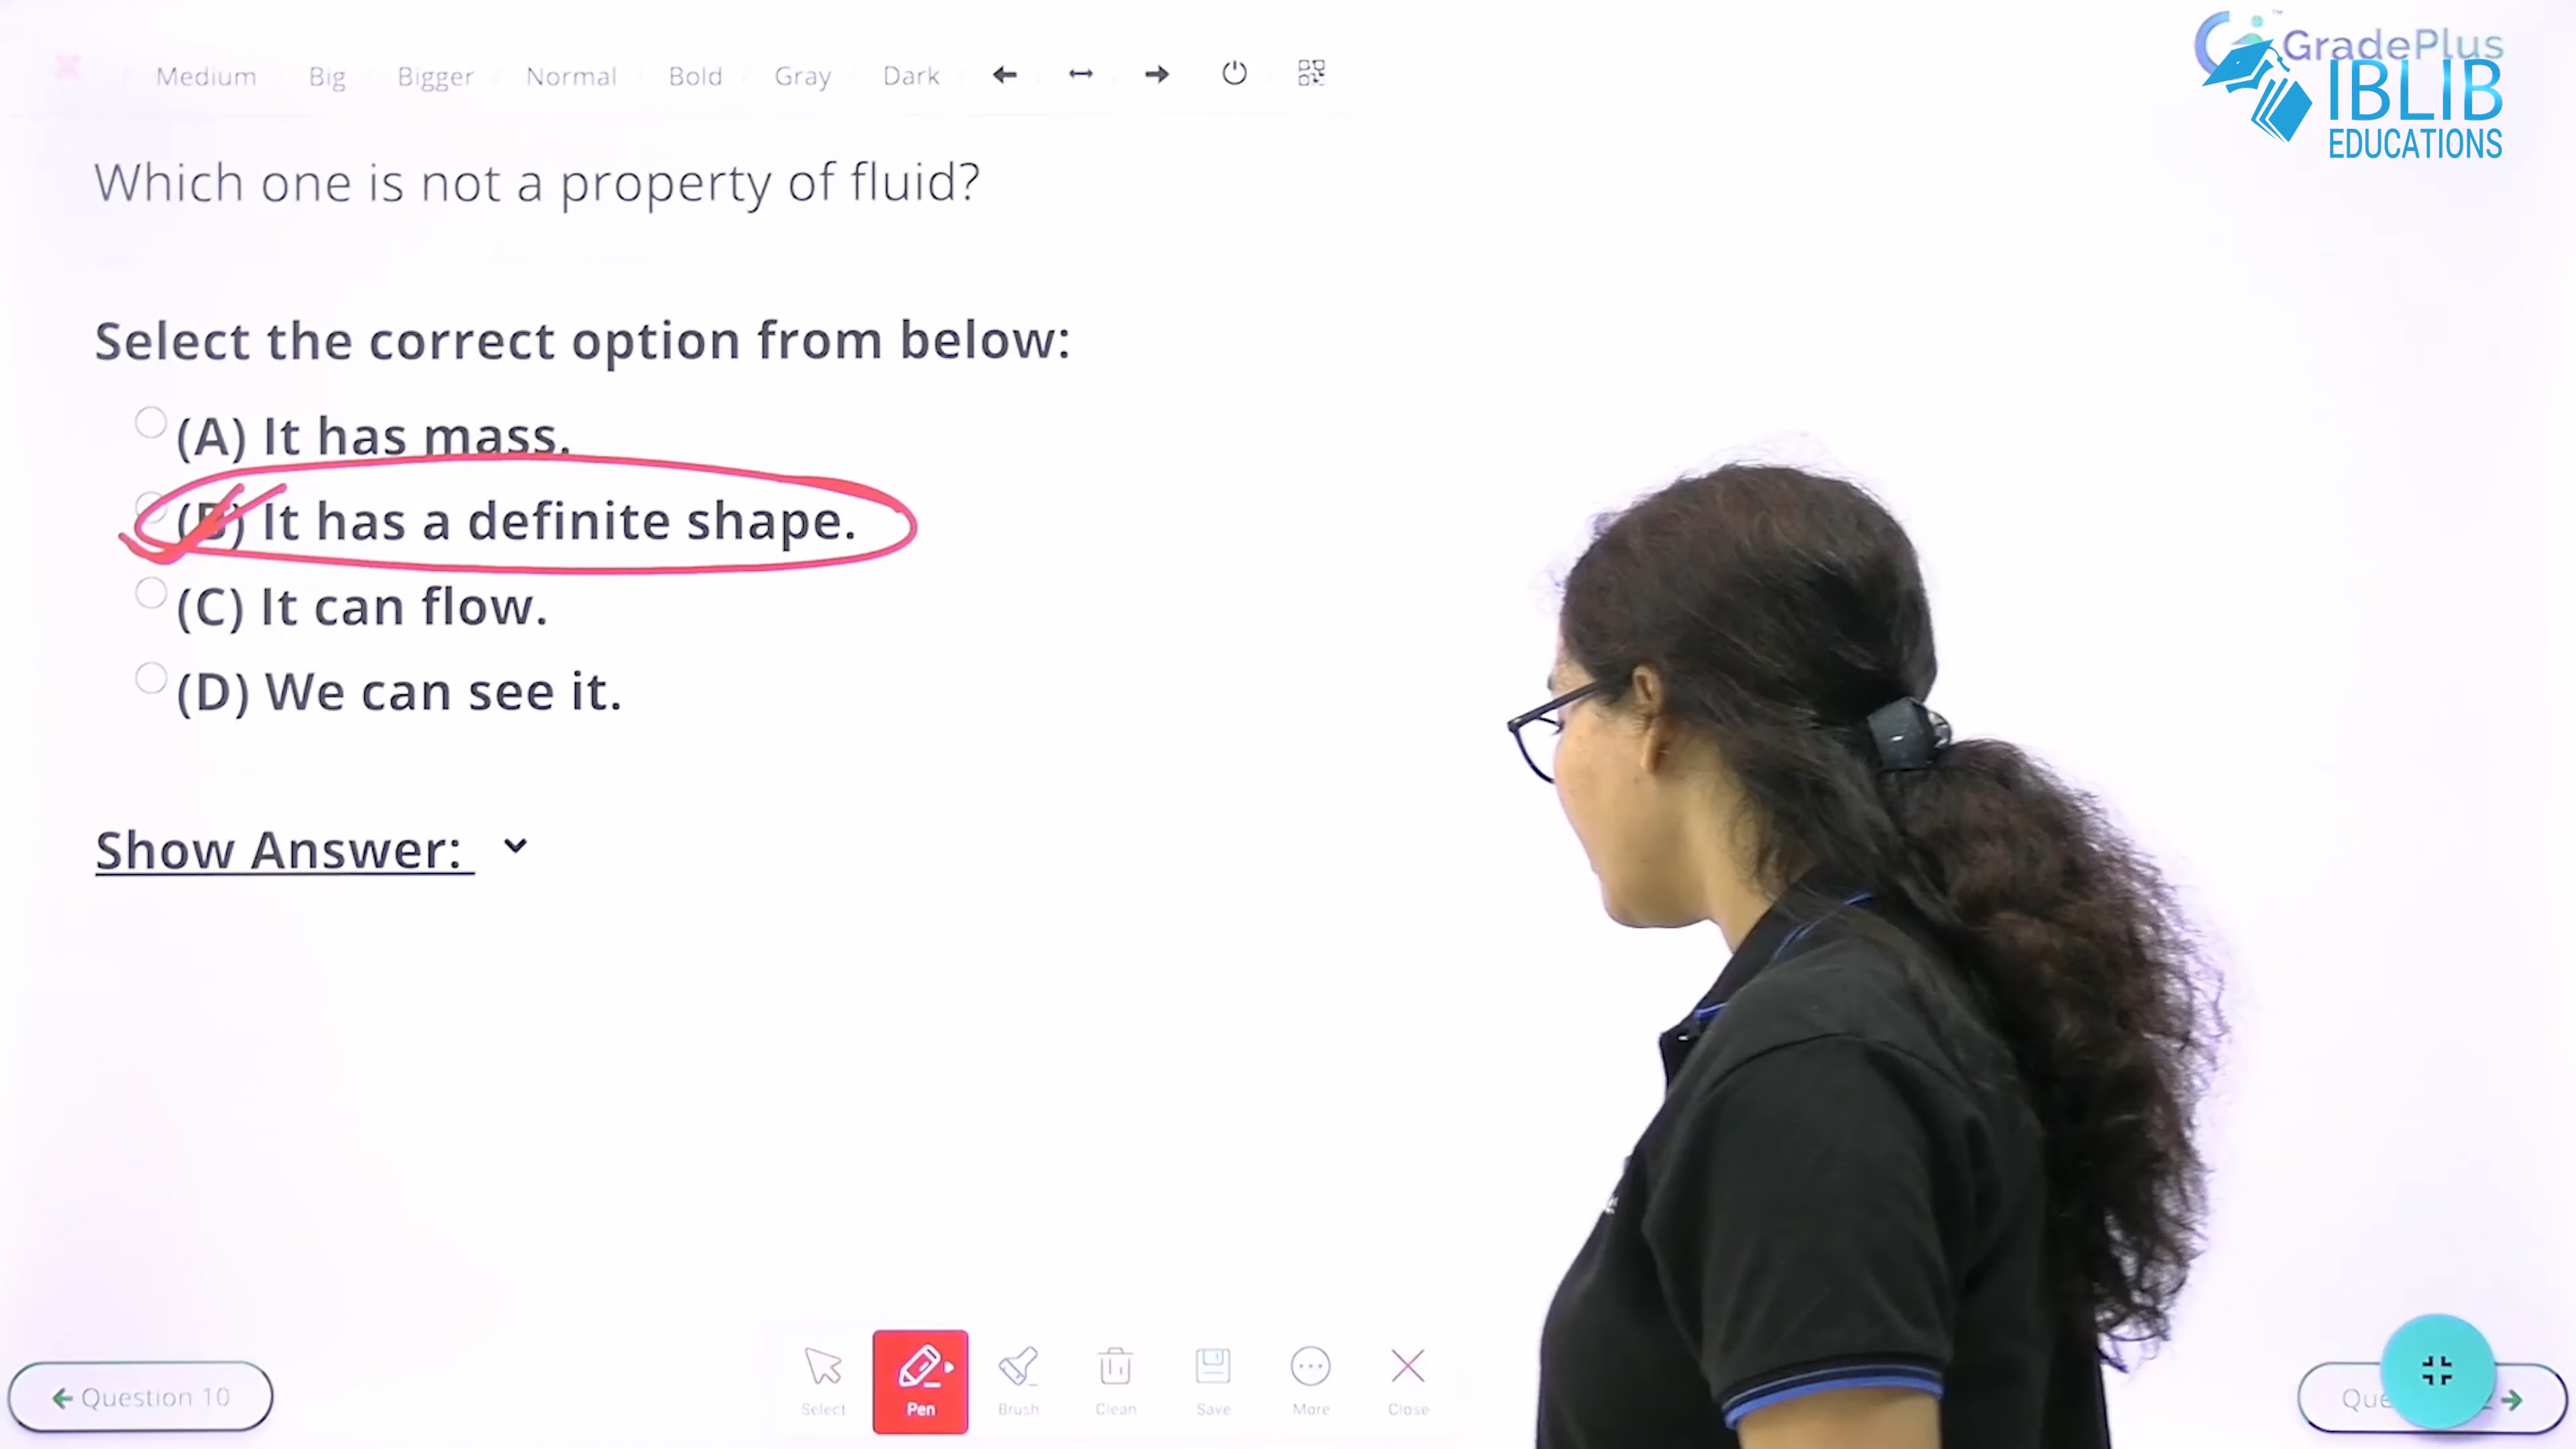 Medium Big Bigger Normal Bold Gray Dark
GradePlus
IBLIB
EDUCATIONS
Which one is not a property of fluid?
Select the correct option from below:
(A) It has mass.
(B) It has a definite shape.
(C) It can flow.
(D) We can see it.
Show Answer:
Question 10
Select Pen Brush Clean Save More Close